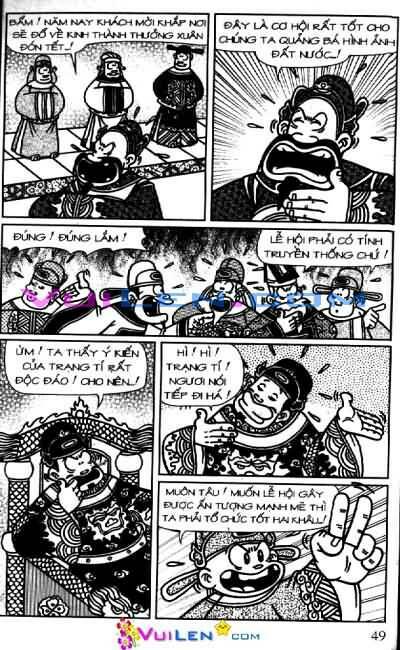 BẨM! NĂM NAY KHÁCH MỜI KHẮP NƠI
SẼ ĐỔ VỀ KINH THÀNH THƯỞNG XUÂN
ĐÓN TẾT...!
ĐÂY LÀ CƠ HỘI RẤT TỐT CHO
CHÚNG TA QUẢNG BÁ HÌNH ẢNH
ĐẤT NƯỚC...!
ĐÚNG! ĐÚNG LẮM!
LỄ HỘI PHẢI CÓ TÍNH
TRUYỀN THỐNG CHỨ!
VUILEN.COM
ỪM! TA THẤY Ý KIẾN
CỦA TRẠNG TÍ RẤT
ĐỘC ĐÁO! CHO NÊN...!
HÌ! HÌ!
TRẠNG TÍ!
NGƯƠI NÓI
TIẾP ĐI HÁ!
MUÔN TÂU! MUỐN LỄ HỘI GÂY
ĐƯỢC ẤN TƯỢNG MẠNH MẼ THÌ
TA PHẢI TỔ CHỨC TỐT HAI KHÂU...!
49
VUILEN.COM